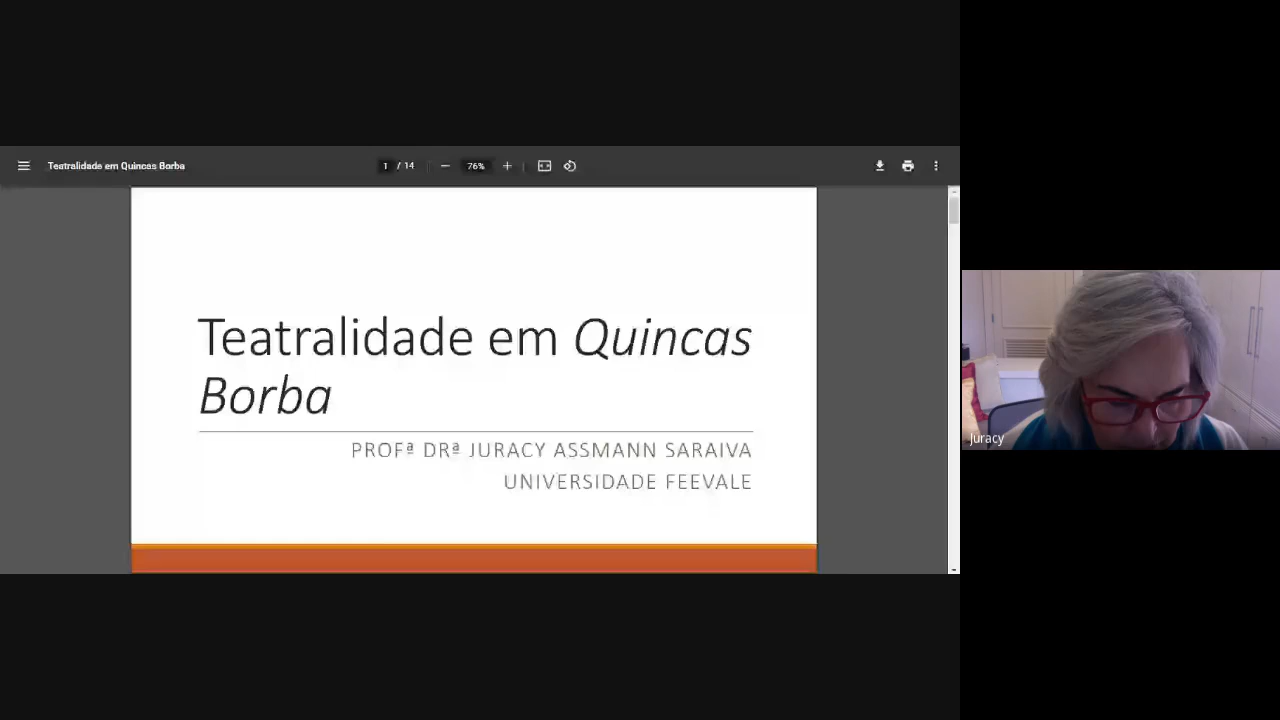 Teatralidade em Quincas Borba
1 / 14
76%
Teatralidade em Quincas
Borba
PROFª DRª JURACY ASSMANN SARAIVA
UNIVERSIDADE FEEVALE
Juracy